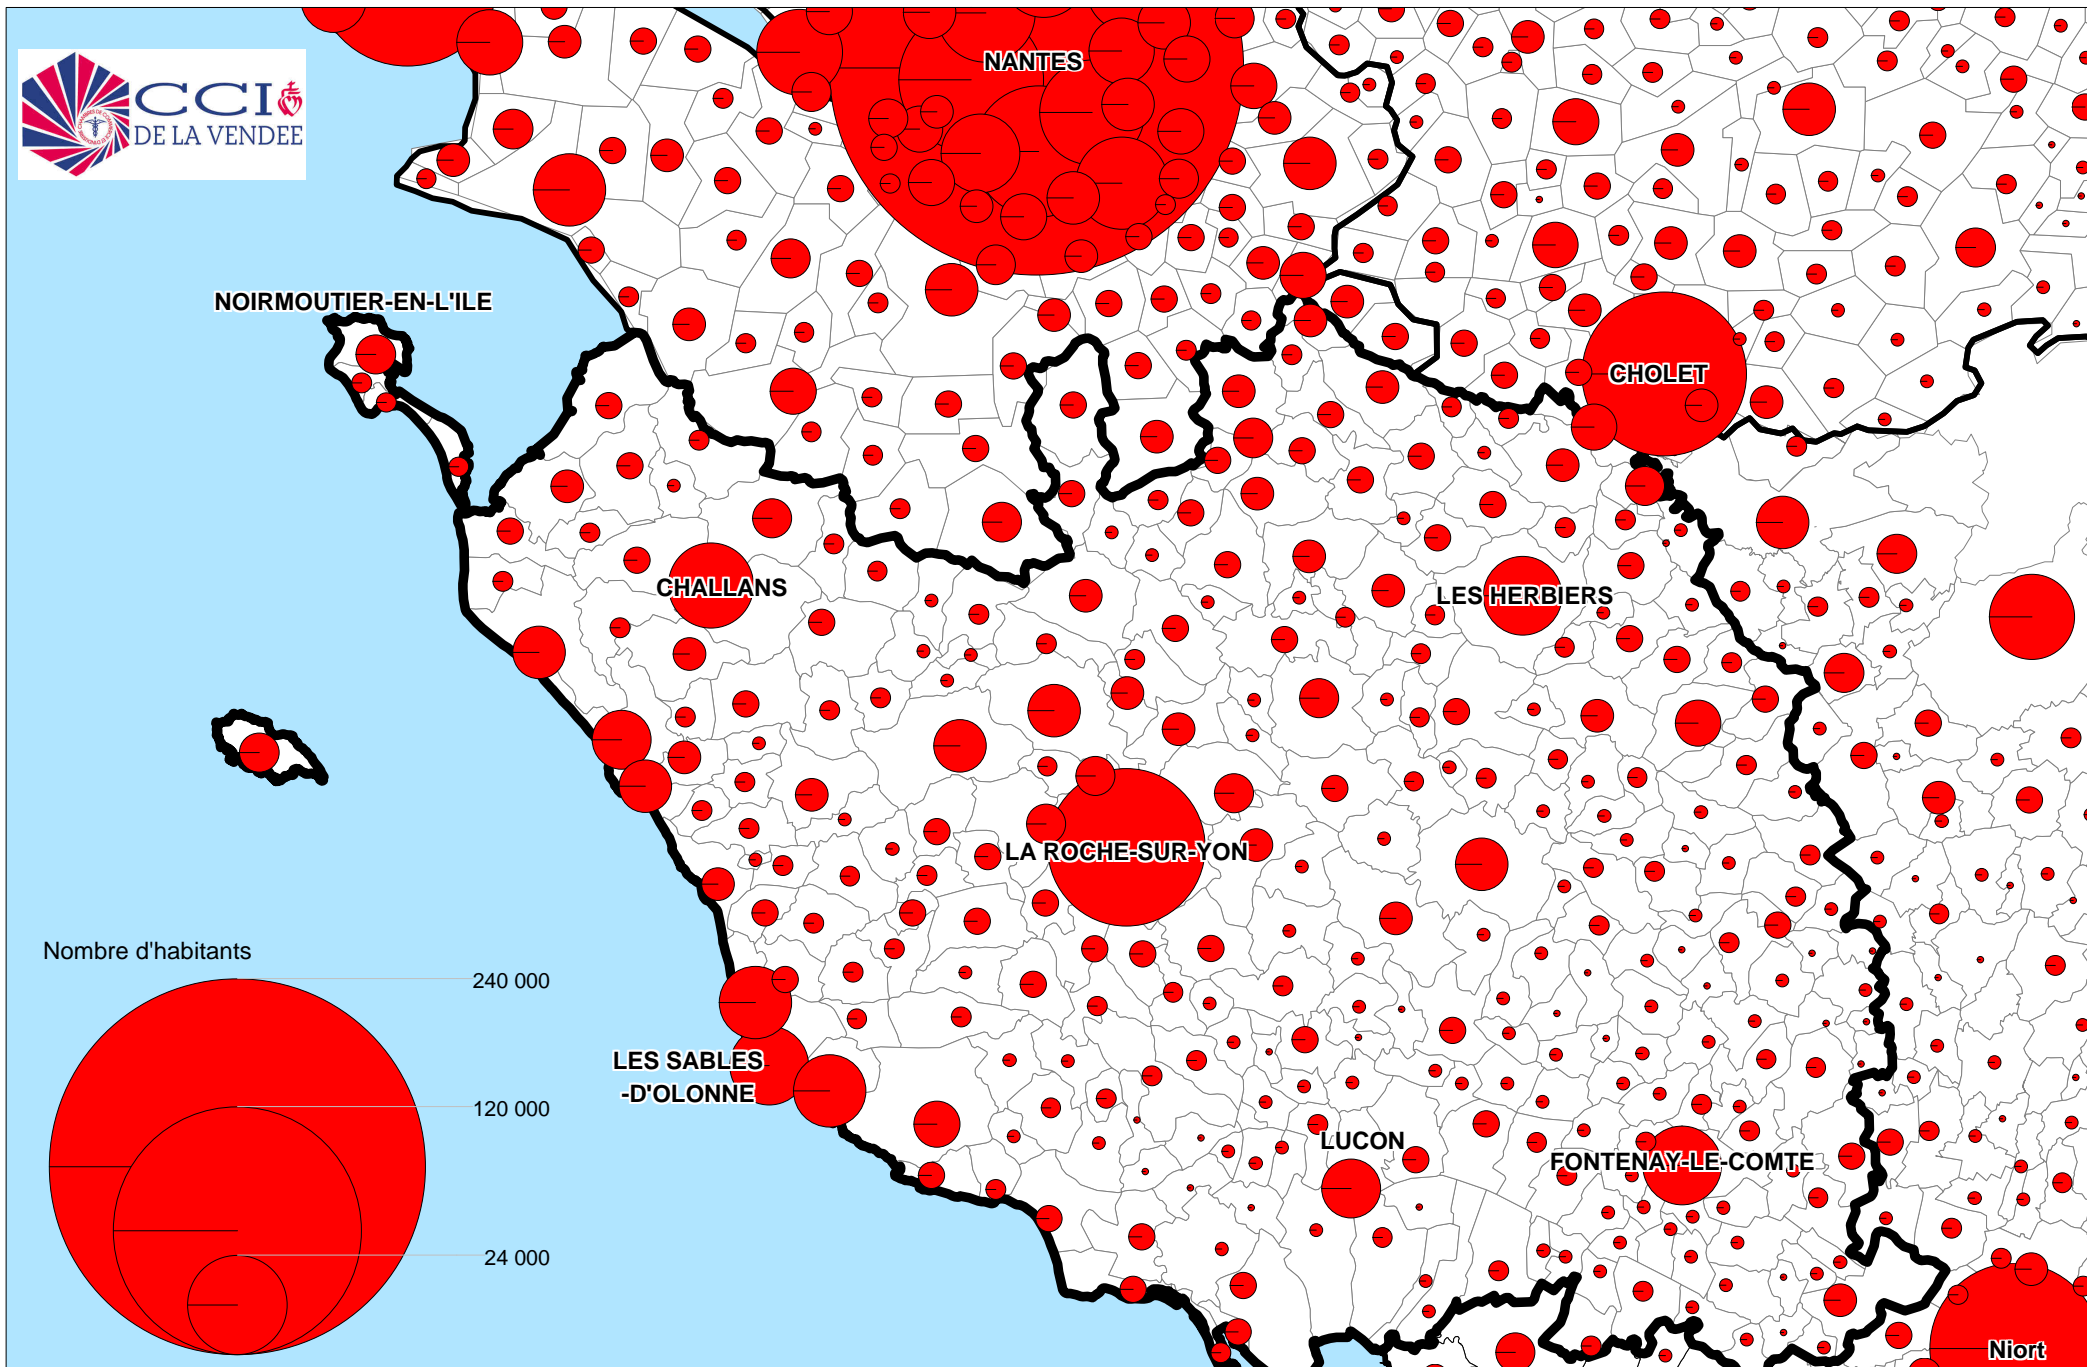 NANTES
CCI
DE LA VENDEE
NOIRMOUTIER-EN-L'ILE
CHOLET
CHALLANS
LES HERBIERS
LA ROCHE-SUR-YON
Nombre d'habitants
240 000
120 000
24 000
LES SABLES
-D'OLONNE
LUCON
FONTENAY-LE-COMTE
Niort